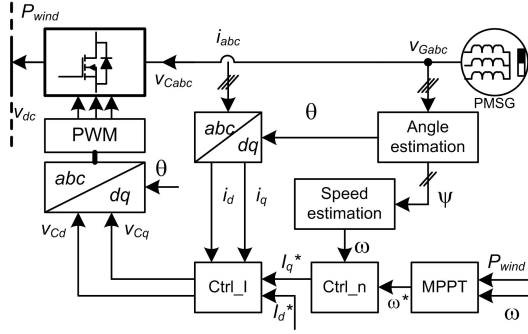 P_wind
i_abc
v_Gabc
v_Cabc
PMSG
v_dc
PWM
abc
dq
θ
Angle estimation
abc
dq
θ
i_d
i_q
Speed estimation
ψ
v_Cd
v_Cq
ω
I_q*
P_wind
Ctrl_I
Ctrl_n
MPPT
ω*
I_d*
ω